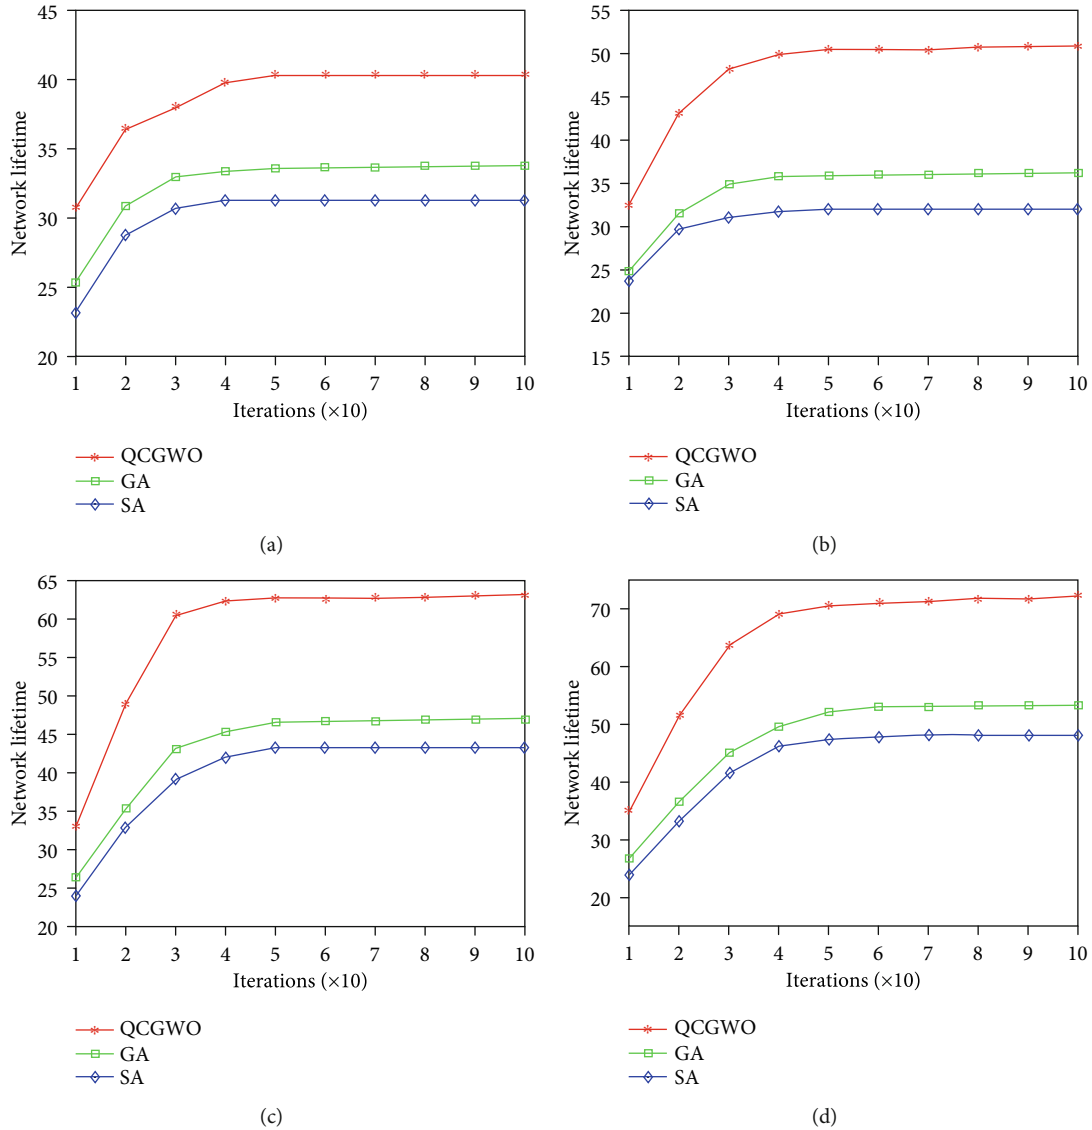 45
40
35
30
25
20
Network lifetime
1 2 3 4 5 6 7 8 9 10
Iterations (×10)
QCGWO
GA
SA
(a)
55
50
45
40
35
30
25
20
15
Network lifetime
1 2 3 4 5 6 7 8 9 10
Iterations (×10)
QCGWO
GA
SA
(b)
65
60
55
50
45
40
35
30
25
20
Network lifetime
1 2 3 4 5 6 7 8 9 10
Iterations (×10)
QCGWO
GA
SA
(c)
70
60
50
40
30
20
Network lifetime
1 2 3 4 5 6 7 8 9 10
Iterations (×10)
QCGWO
GA
SA
(d)